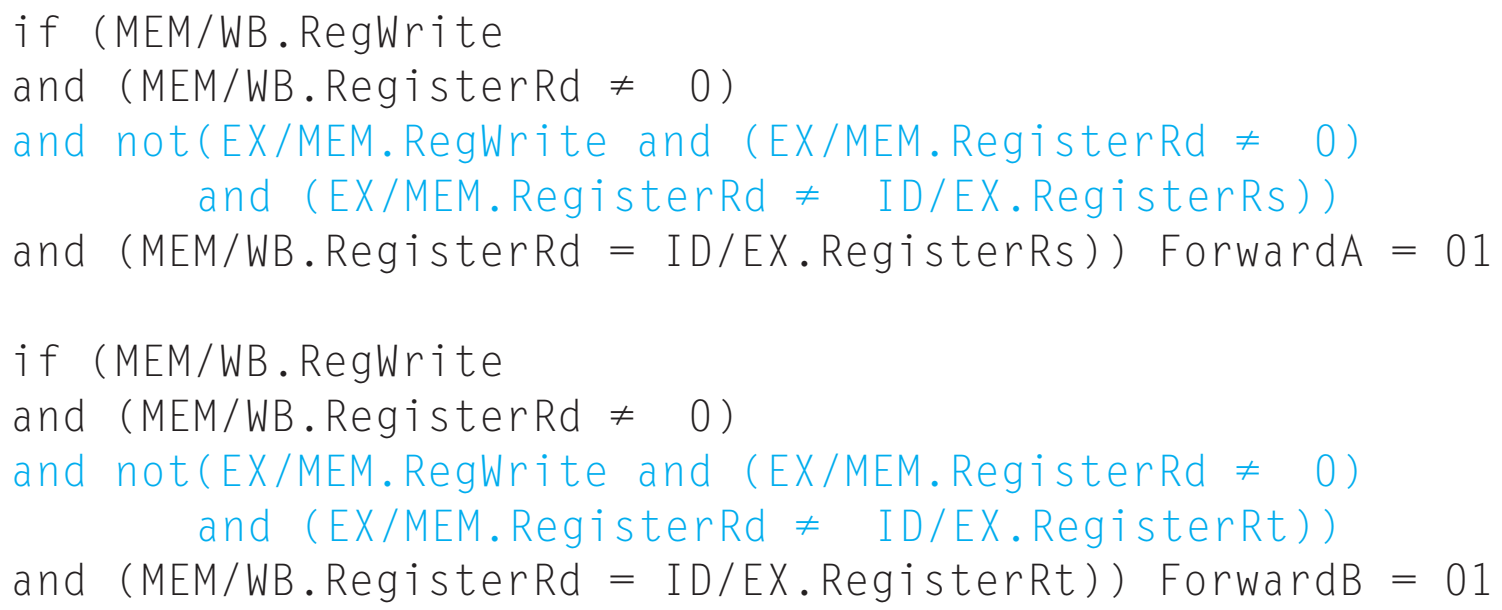 if (MEM/WB.RegWrite
and (MEM/WB.RegisterRd ≠ 0)
and not(EX/MEM.RegWrite and (EX/MEM.RegisterRd ≠ 0)
and (EX/MEM.RegisterRd ≠ ID/EX.RegisterRs))
and (MEM/WB.RegisterRd = ID/EX.RegisterRs)) ForwardA = 01
if (MEM/WB.RegWrite
and (MEM/WB.RegisterRd ≠ 0)
and not(EX/MEM.RegWrite and (EX/MEM.RegisterRd ≠ 0)
and (EX/MEM.RegisterRd ≠ ID/EX.RegisterRt))
and (MEM/WB.RegisterRd = ID/EX.RegisterRt)) ForwardB = 01